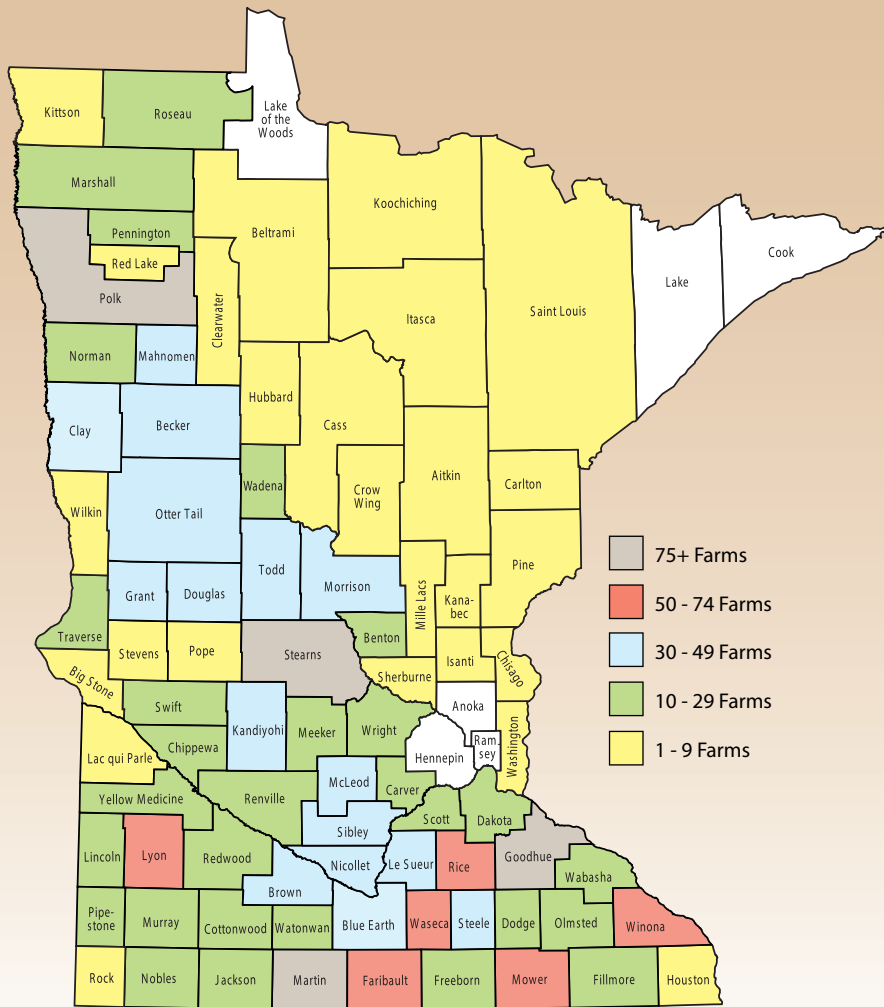 Kittson
Roseau
Lake
of the
Woods
Marshall
Koochiching
Pennington
Beltrami
Red Lake
Polk
Clearwater
Itasca
Saint Louis
Lake
Cook
Norman
Mahnomen
Hubbard
Cass
Clay
Becker
Wadena
Crow
Wing
Aitkin
Carlton
Wilkin
Otter Tail
Todd
Morrison
Mille Lacs
Kana-
bec
Pine
75+ Farms
50 - 74 Farms
30 - 49 Farms
10 - 29 Farms
1 - 9 Farms
Grant
Douglas
Traverse
Stevens
Pope
Stearns
Benton
Isanti
Chisago
Big Stone
Sherburne
Swift
Kandiyohi
Meeker
Wright
Anoka
Ram
sey
Washington
Hennepin
Lac qui Parle
Chippewa
McLeod
Carver
Yellow Medicine
Renville
Sibley
Scott
Dakota
Lincoln
Lyon
Redwood
Nicollet
Le Sueur
Rice
Goodhue
Wabasha
Brown
Pipe-
stone
Murray
Cottonwood
Watonwan
Blue Earth
Waseca
Steele
Dodge
Olmsted
Winona
Rock
Nobles
Jackson
Martin
Faribault
Freeborn
Mower
Fillmore
Houston